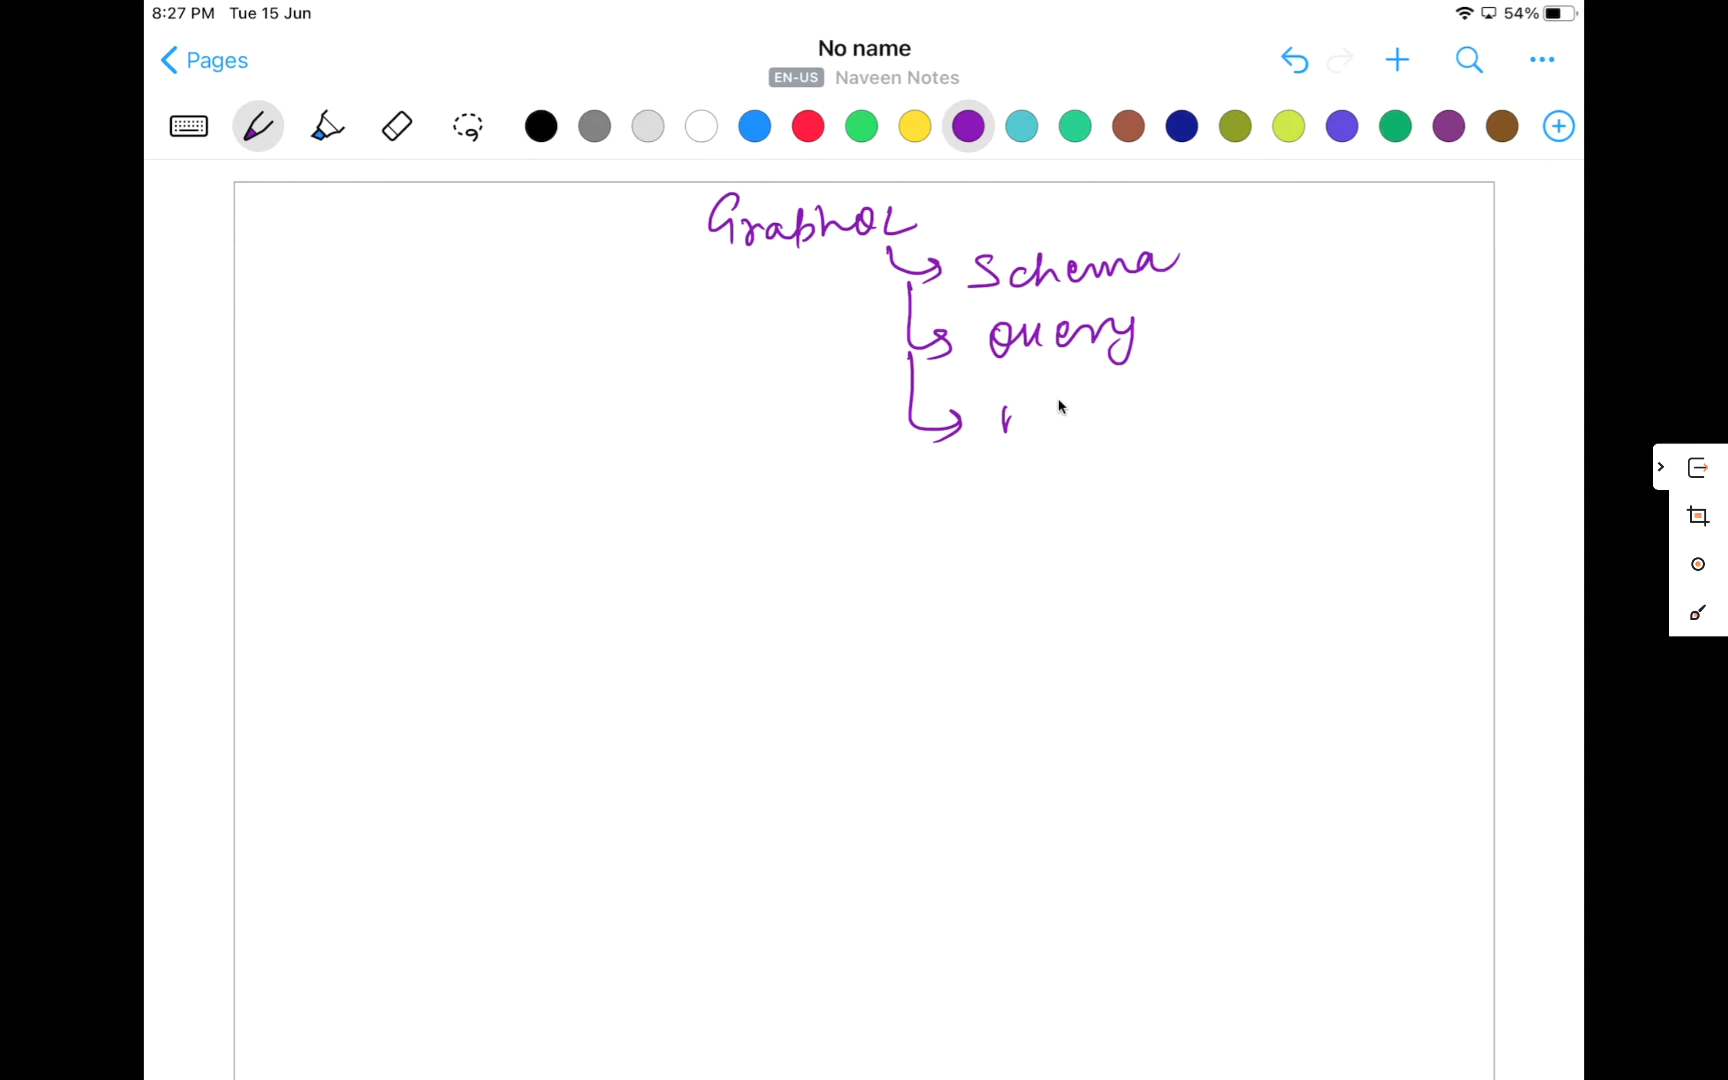 8:27 PM Tue 15 Jun
54%
Pages
No name
EN-US Naveen Notes
GraphQL
Schema
Query